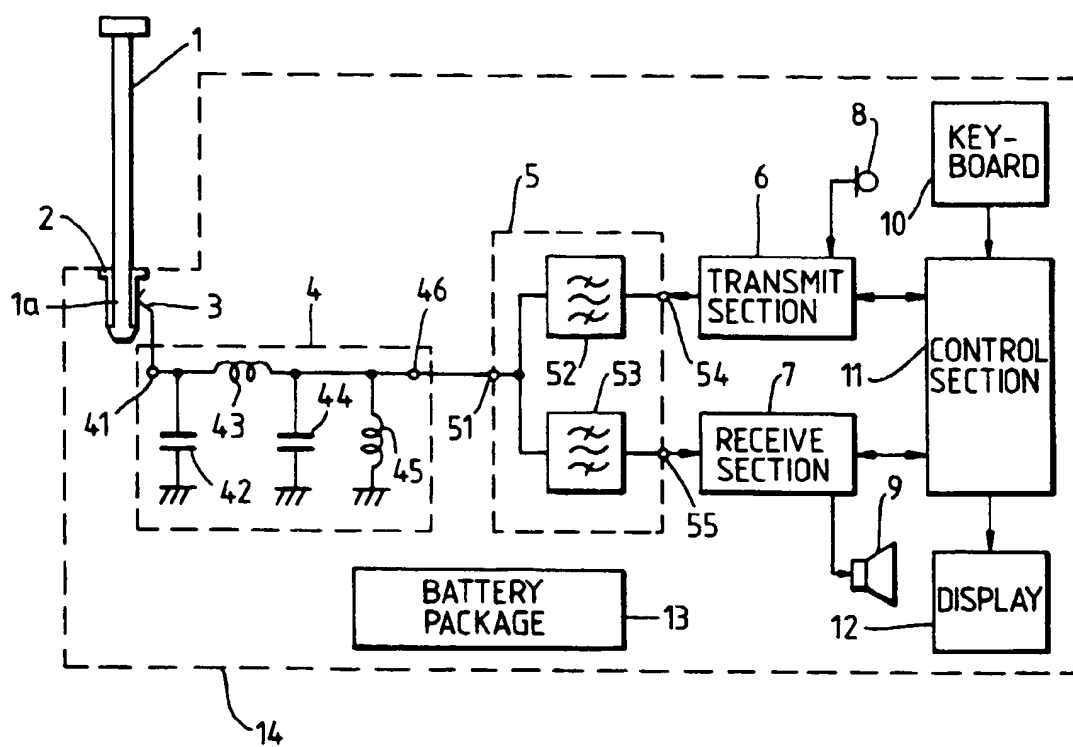 1
8
KEY-
BOARD
10
5
6
2
TRANSMIT
SECTION
1a
3
4
46
52
54
11
CONTROL
SECTION
41
43
44
51
53
7
42
45
RECEIVE
SECTION
55
9
BATTERY
PACKAGE
13
12
DISPLAY
14